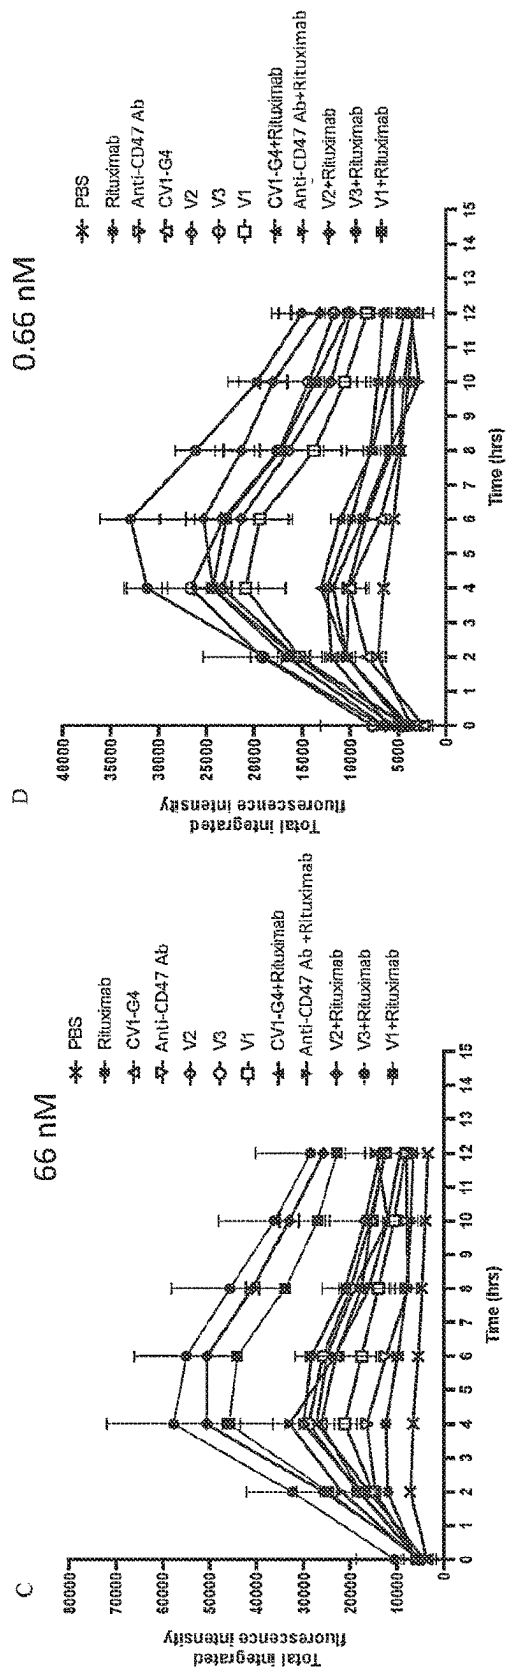 C
66 nM
Total integrated
fluorescence intensity
80000
70000
60000
50000
40000
30000
20000
10000
0
0 1 2 3 4 5 6 7 8 9 10 11 12 13 14 15
Time (hrs)
PBS
Rituximab
CV1-G4
Anti-CD47 Ab
V2
V3
V1
CV1-G4+Rituximab
Anti-CD47 Ab +Rituximab
V2+Rituximab
V3+Rituximab
V1+Rituximab
D
0.66 nM
Total integrated
fluorescence intensity
40000
35000
30000
25000
20000
15000
10000
5000
0
0 1 2 3 4 5 6 7 8 9 10 11 12 13 14 15
Time (hrs)
PBS
Rituximab
Anti-CD47 Ab
CV1-G4
V2
V3
V1
CV1-G4+Rituximab
Anti-CD47 Ab+Rituximab
V2+Rituximab
V3+Rituximab
V1+Rituximab